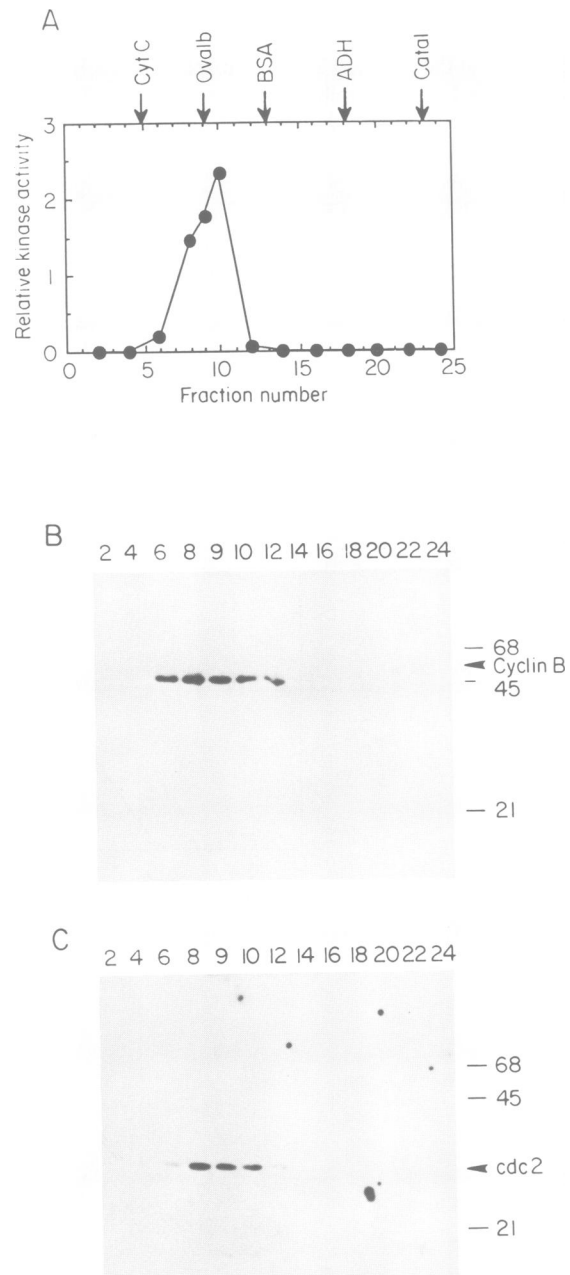 A
Cyt C
Ovalb
BSA
ADH
Catal
Relative kinase activity
3
2
1
0
0 5 10 15 20 25
Fraction number
B
2 4 6 8 9 10 12 14 16 18 20 22 24
68
Cyclin B
45
21
C
2 4 6 8 9 10 12 14 16 18 20 22 24
68
45
cdc2
21